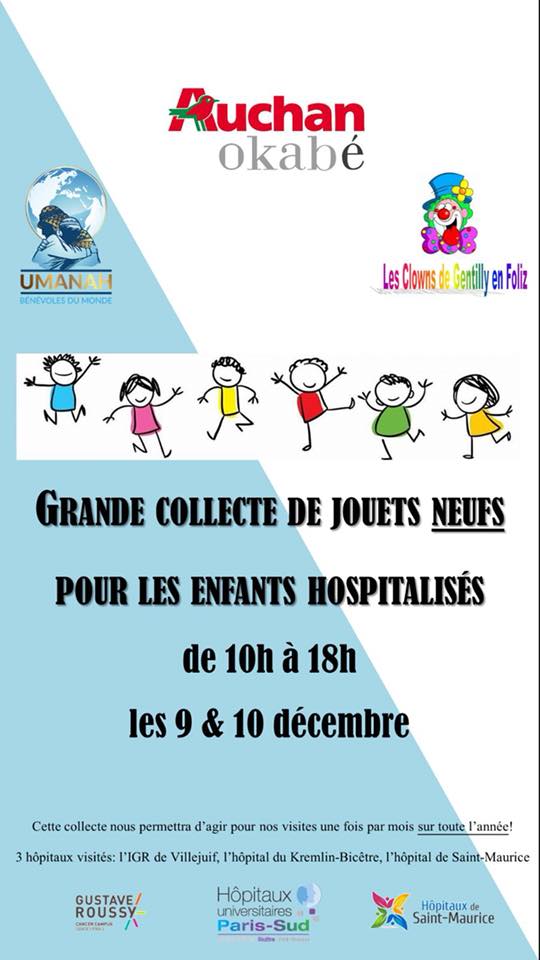 Auchan
okabé
UMANAH
BÉNÉVOLES DU MONDE
Les Clowns de Gentilly en Foliz
GRANDE COLLECTE DE JOUETS NEUFS
POUR LES ENFANTS HOSPITALISÉS
de 10h à 18h
les 9 & 10 décembre
Cette collecte nous permettra d'agir pour nos visites une fois par mois sur toute l'année!
3 hôpitaux visités: l'IGR de Villejuif, l'hôpital du Kremlin-Bicêtre, l'hôpital de Saint-Maurice
GUSTAVE
ROUSSY
CANCER CAMPUS
GRAND PARIS
Hôpitaux
universitaires
Paris-Sud
Hôpitaux de
Saint-Maurice